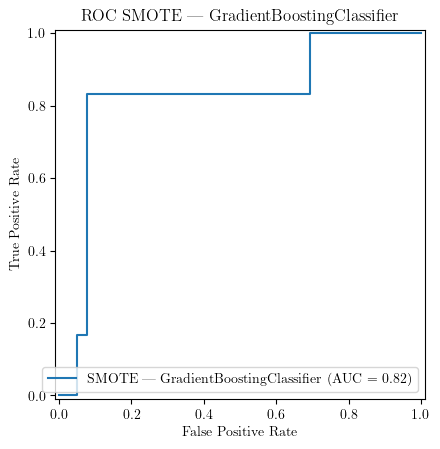 ROC SMOTE — GradientBoostingClassifier
1.0
0.8
0.6
0.4
0.2
0.0
True Positive Rate
SMOTE — GradientBoostingClassifier (AUC = 0.82)
0.0 0.2 0.4 0.6 0.8 1.0
False Positive Rate